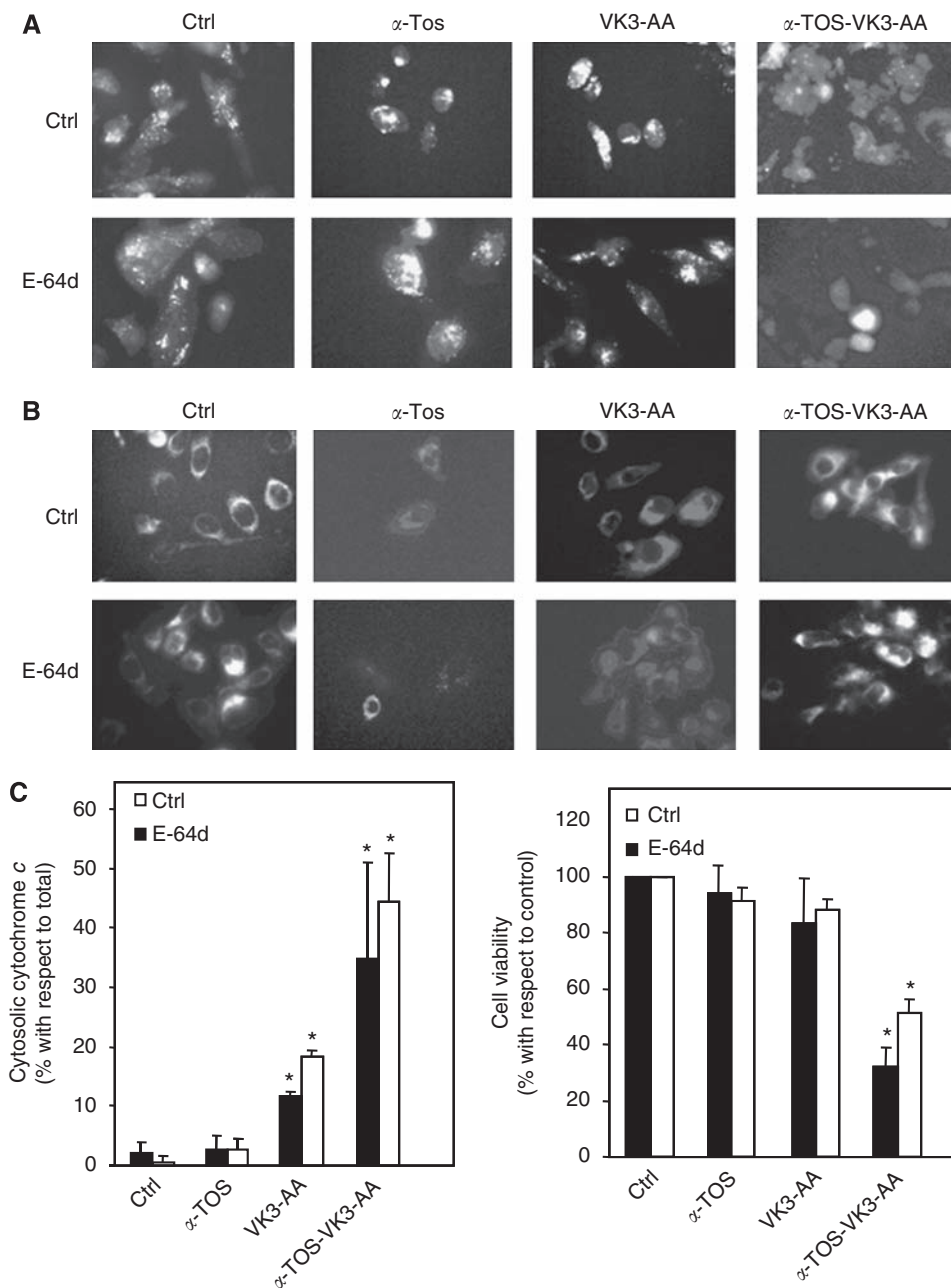 A
Ctrl
α-Tos
VK3-AA
α-TOS-VK3-AA
Ctrl
E-64d
B
Ctrl
α-Tos
VK3-AA
α-TOS-VK3-AA
Ctrl
E-64d
C
Cytosolic cytochrome c
(% with respect to total)
60
50
40
30
20
10
0
Ctrl
E-64d
*
*
*
*
Ctrl
α-TOS
VK3-AA
α-TOS-VK3-AA
Cell viability
(% with respect to control)
120
100
80
60
40
20
0
Ctrl
E-64d
*
*
Ctrl
α-TOS
VK3-AA
α-TOS-VK3-AA